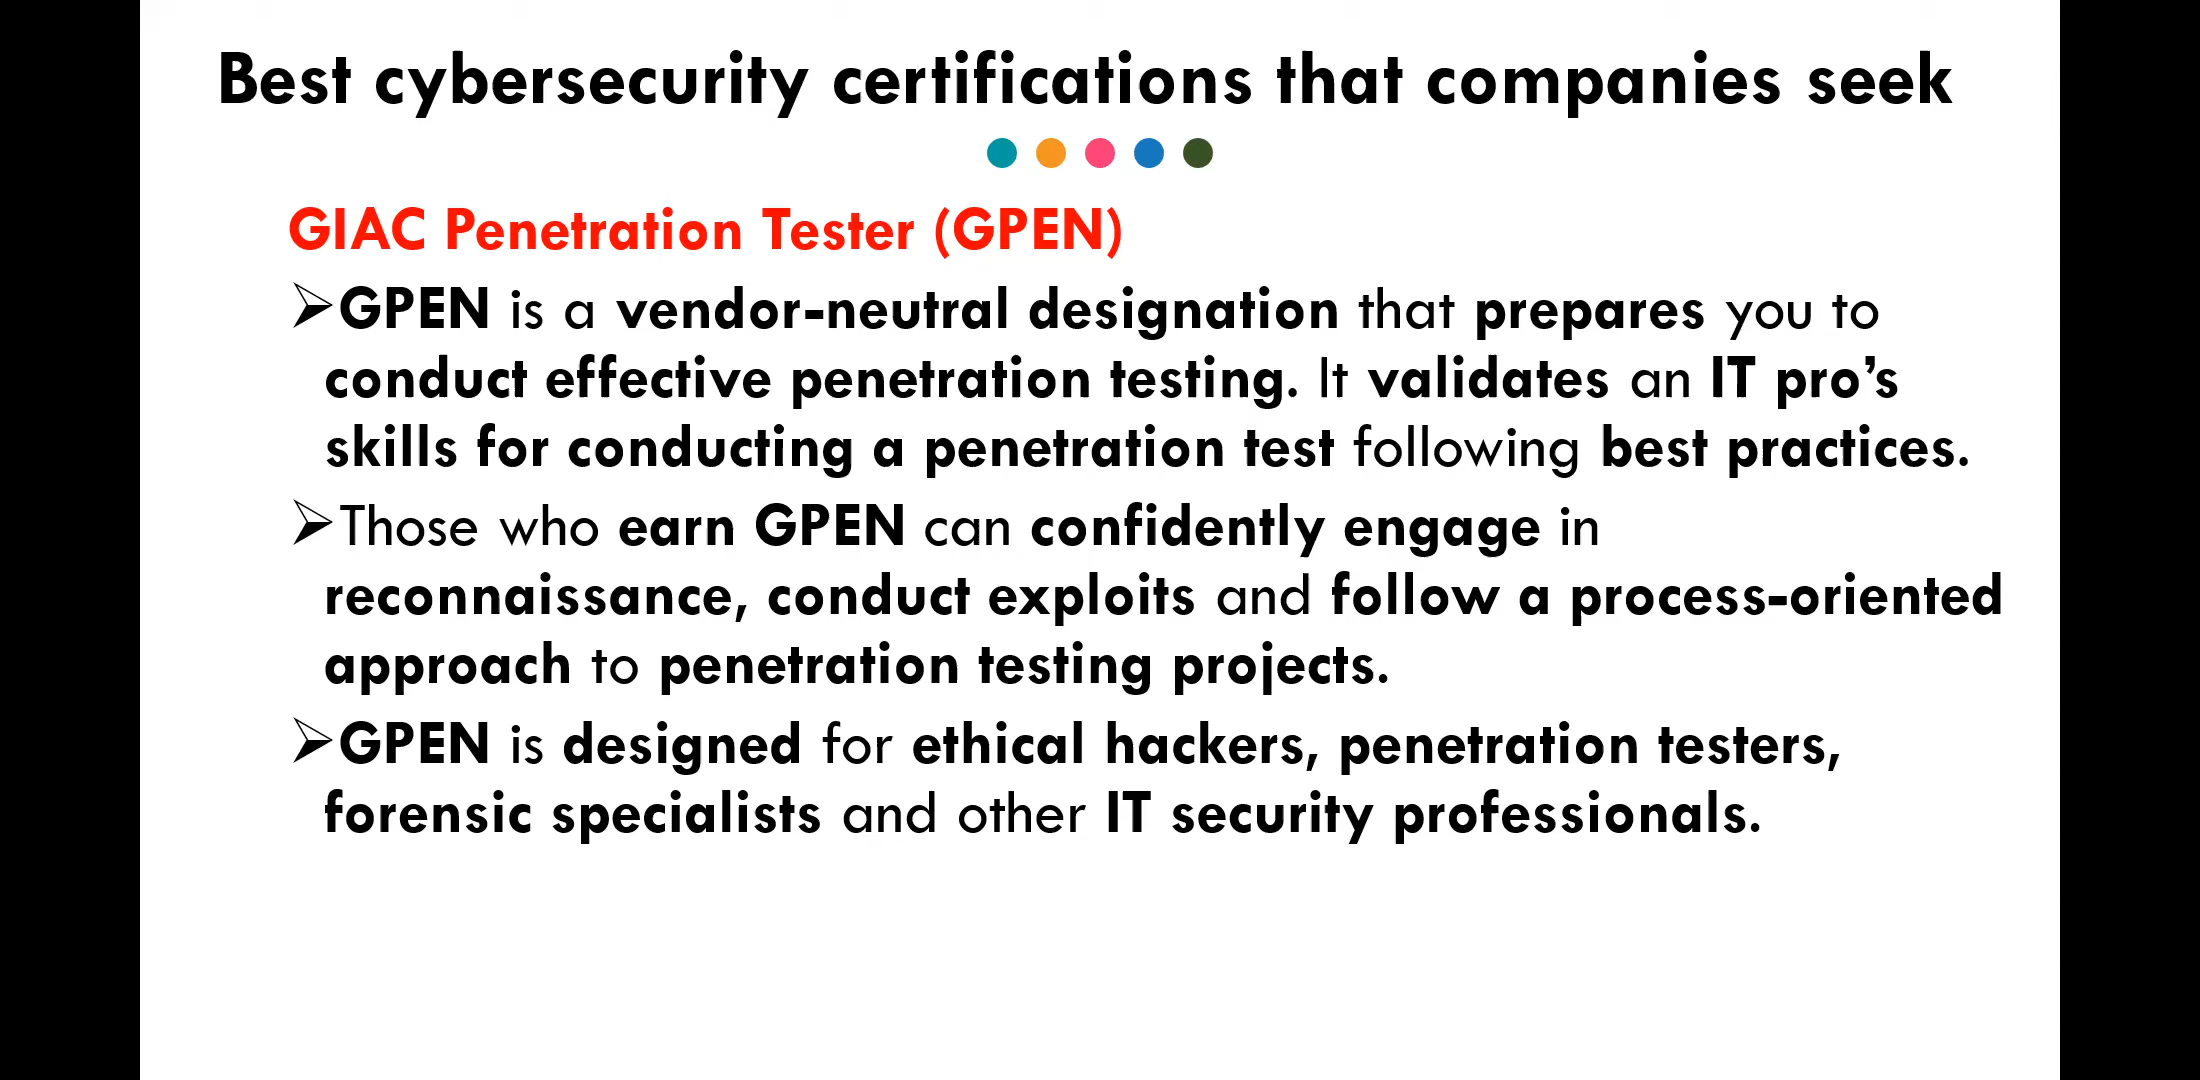 Best cybersecurity certifications that companies seek
GIAC Penetration Tester (GPEN)
➢GPEN is a vendor-neutral designation that prepares you to
conduct effective penetration testing. It validates an IT pro’s
skills for conducting a penetration test following best practices.
➢Those who earn GPEN can confidently engage in
reconnaissance, conduct exploits and follow a process-oriented
approach to penetration testing projects.
➢GPEN is designed for ethical hackers, penetration testers,
forensic specialists and other IT security professionals.